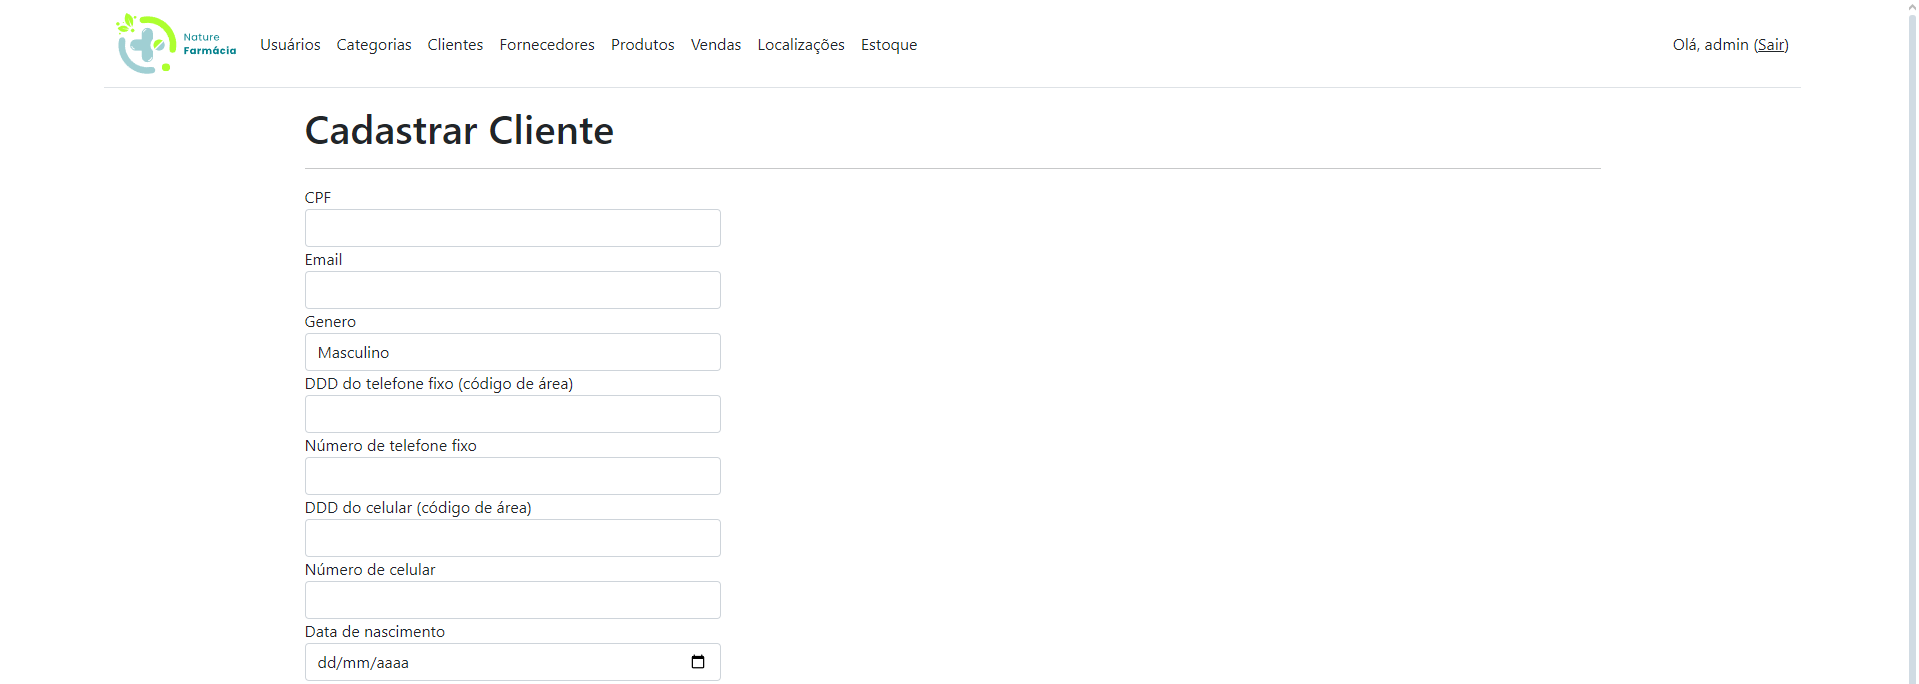 Nature
Farmácia
Usuários Categorias Clientes Fornecedores Produtos Vendas Localizações Estoque Olá, admin (Sair)
Cadastrar Cliente
CPF
Email
Genero
Masculino
DDD do telefone fixo (código de área)
Número de telefone fixo
DDD do celular (código de área)
Número de celular
Data de nascimento
dd/mm/aaaa